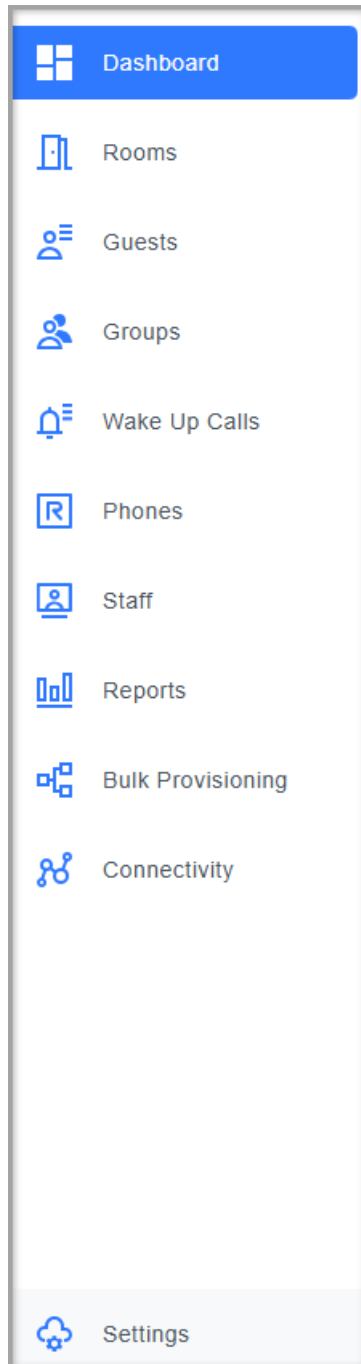 Dashboard
Rooms
Guests
Groups
Wake Up Calls
R
Phones
Staff
Reports
Bulk Provisioning
Connectivity
Settings